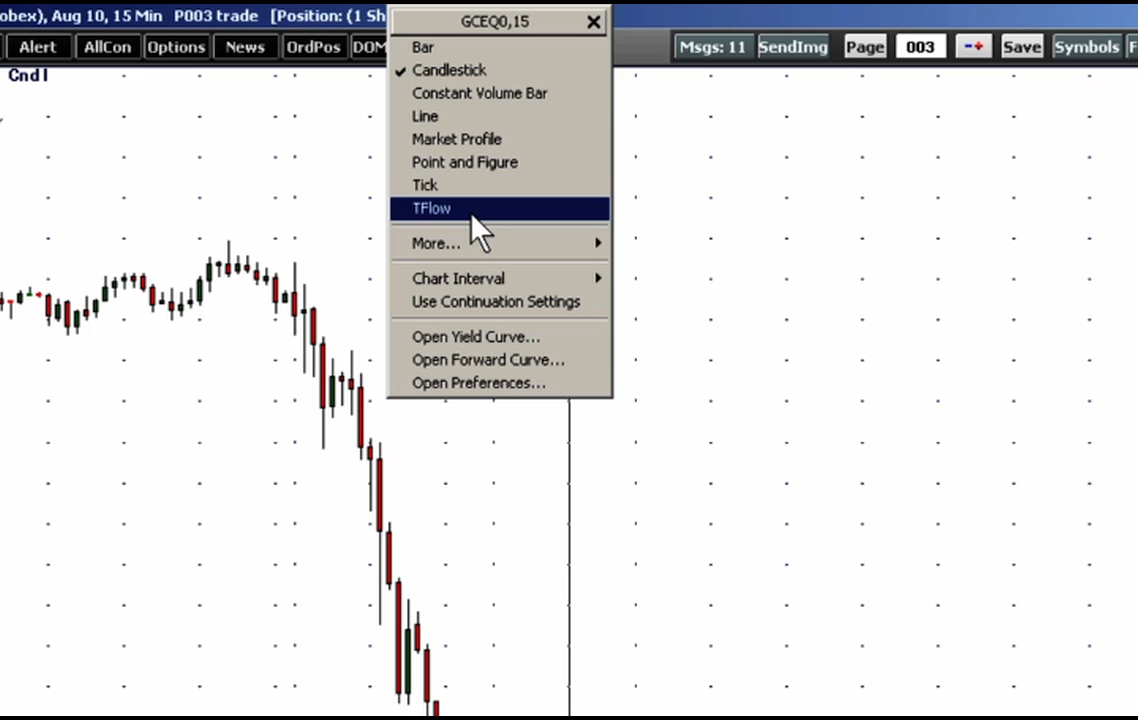 obex), Aug 10, 15 Min P003 trade [Position: (1 Sh
Alert AllCon Options News OrdPos DOM Msgs: 11 SendImg Page 003 -+ Save Symbols F
Cnd1
GCEQ0,15
Bar
Candlestick
Constant Volume Bar
Line
Market Profile
Point and Figure
Tick
TFlow
More...
Chart Interval
Use Continuation Settings
Open Yield Curve...
Open Forward Curve...
Open Preferences...